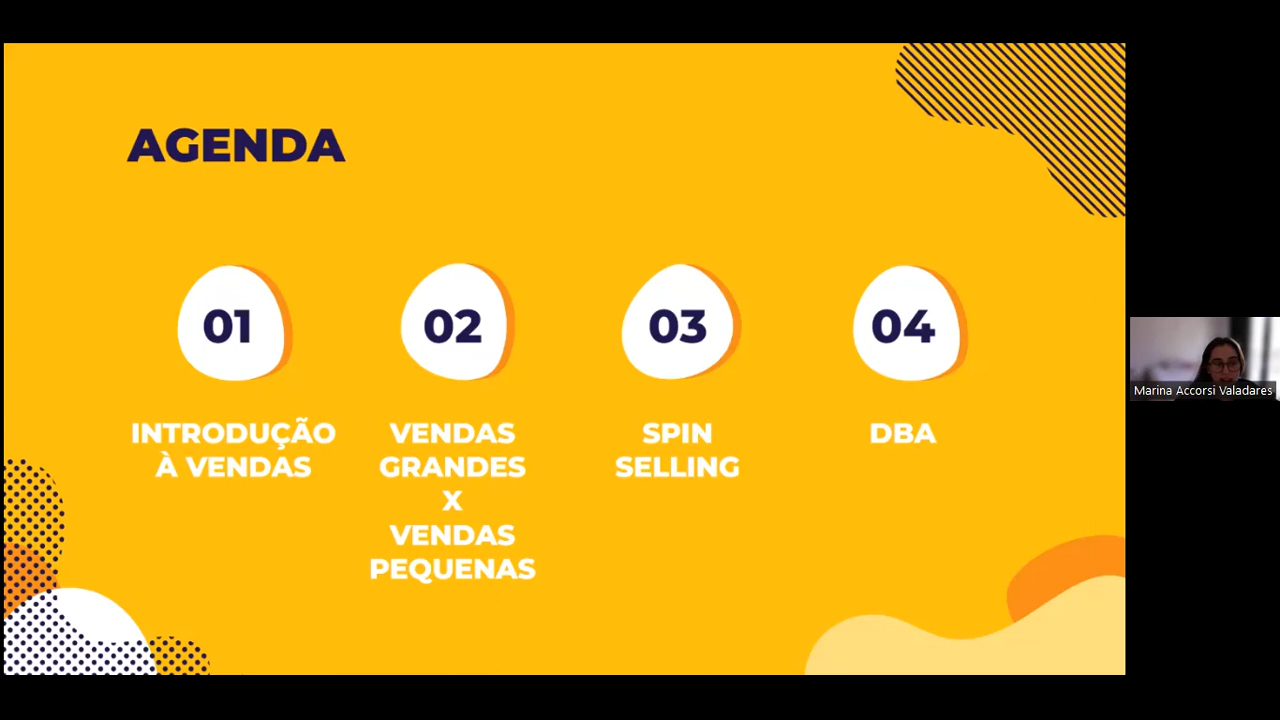 AGENDA
01
INTRODUÇÃO
À VENDAS
02
VENDAS
GRANDES
X
VENDAS
PEQUENAS
03
SPIN
SELLING
04
DBA
Marina Accorsi Valadares